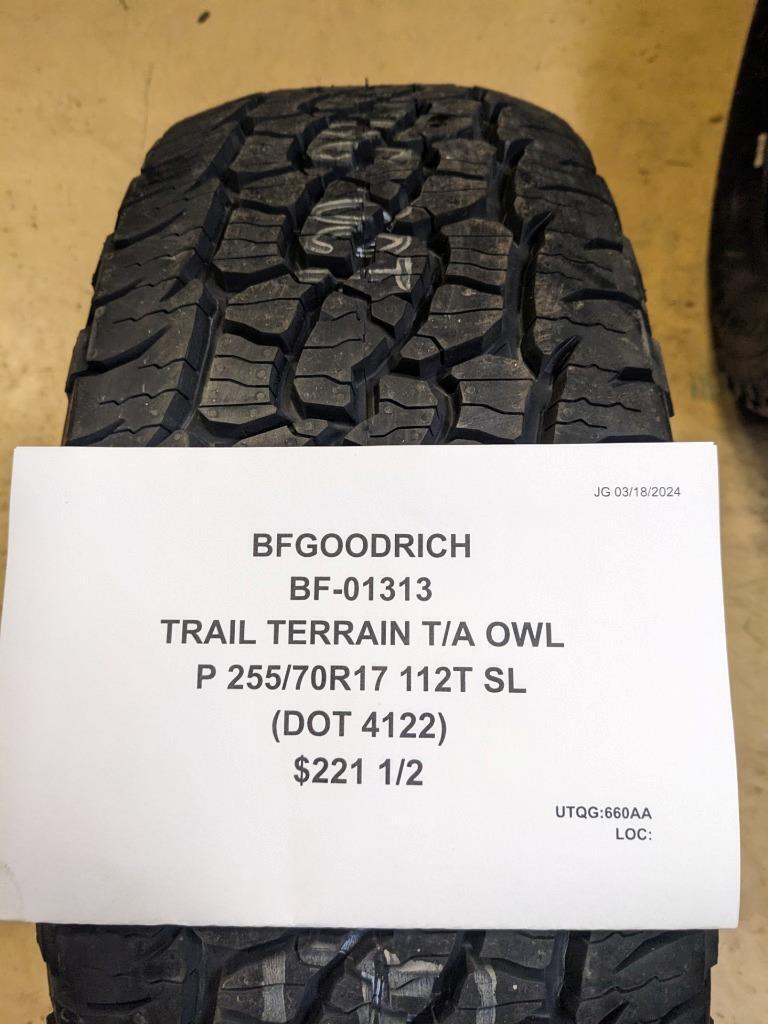 JG 03/18/2024
BFGOODRICH
BF-01313
TRAIL TERRAIN T/A OWL
P 255/70R17 112T SL
(DOT 4122)
$221 1/2
UTQG:660AA
LOC: